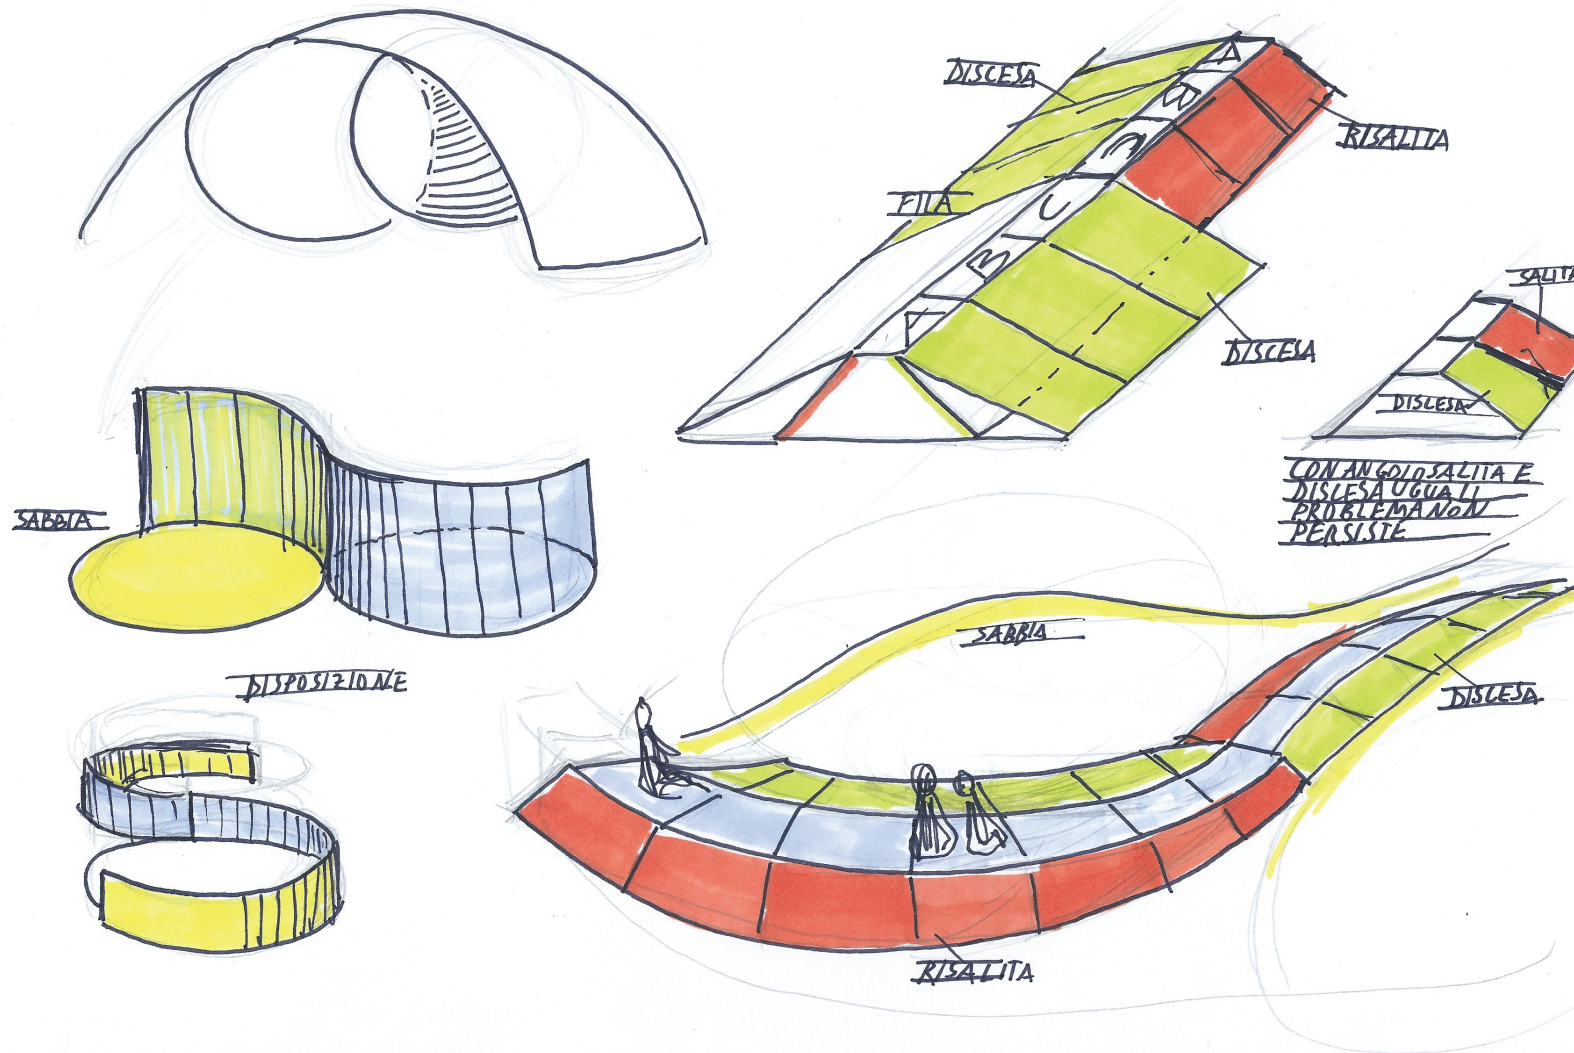 DISCESA
A
B
RISALITA
FILA
C
B
SALITA
DISCESA
DISCESA
CON ANGOLO SALITA E
DISCESA UGUALI
PROBLEMA NON
PERSISTE
SABBIA
SABBIA
DISPOSIZIONE
DISCESA
RISALITA